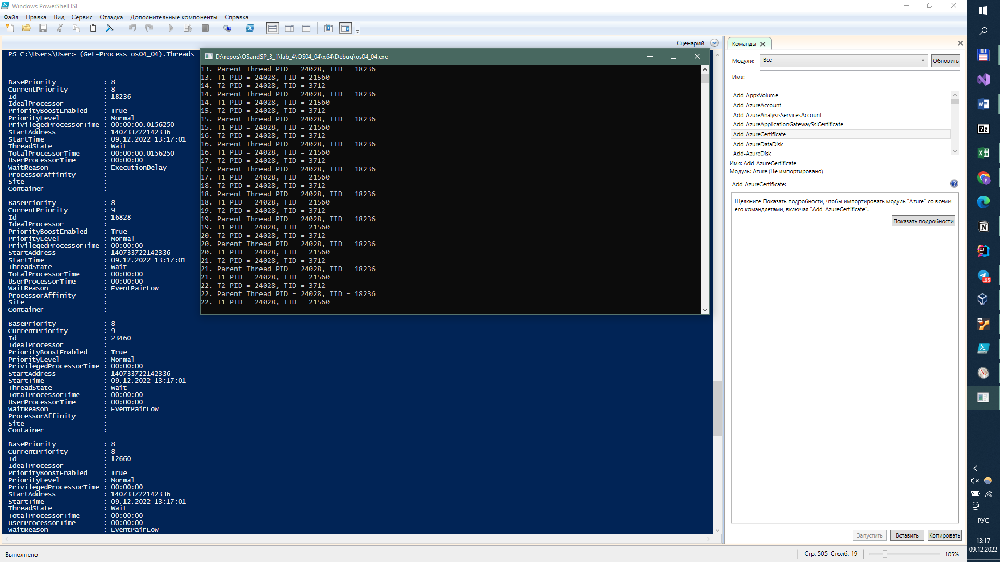 Windows PowerShell ISE
Файл Правка Вид Сервис Отладка Дополнительные компоненты Справка
Сценарий
PS C:\Users\User> (Get-Process os04_04).Threads
BasePriority : 8
CurrentPriority : 8
Id : 18236
IdealProcessor :
PriorityBoostEnabled : True
PriorityLevel : Normal
PrivilegedProcessorTime : 00:00:00.0156250
StartAddress : 140733722142336
StartTime : 09.12.2022 13:17:01
ThreadState : Wait
TotalProcessorTime : 00:00:00.0156250
UserProcessorTime : 00:00:00
WaitReason : ExecutionDelay
ProcessorAffinity :
Site :
Container :
BasePriority : 8
CurrentPriority : 9
Id : 16828
IdealProcessor :
PriorityBoostEnabled : True
PriorityLevel : Normal
PrivilegedProcessorTime : 00:00:00
StartAddress : 140733722142336
StartTime : 09.12.2022 13:17:01
ThreadState : Wait
TotalProcessorTime : 00:00:00
UserProcessorTime : 00:00:00
WaitReason : EventPairLow
ProcessorAffinity :
Site :
Container :
BasePriority : 8
CurrentPriority : 9
Id : 23460
IdealProcessor :
PriorityBoostEnabled : True
PriorityLevel : Normal
PrivilegedProcessorTime : 00:00:00
StartAddress : 140733722142336
StartTime : 09.12.2022 13:17:01
ThreadState : Wait
TotalProcessorTime : 00:00:00
UserProcessorTime : 00:00:00
WaitReason : EventPairLow
ProcessorAffinity :
Site :
Container :
BasePriority : 8
CurrentPriority : 8
Id : 12660
IdealProcessor :
PriorityBoostEnabled : True
PriorityLevel : Normal
PrivilegedProcessorTime : 00:00:00
StartAddress : 140733722142336
StartTime : 09.12.2022 13:17:01
ThreadState : Wait
TotalProcessorTime : 00:00:00
UserProcessorTime : 00:00:00
WaitReason : EventPairLow
D:\repos\OSandSP_3_1\lab_4\OS04_04\x64\Debug\os04_04.exe
13. Parent Thread PID = 24028, TID = 18236
13. T1 PID = 24028, TID = 21560
14. T2 PID = 24028, TID = 3712
14. Parent Thread PID = 24028, TID = 18236
14. T1 PID = 24028, TID = 21560
15. T2 PID = 24028, TID = 3712
15. Parent Thread PID = 24028, TID = 18236
15. T1 PID = 24028, TID = 21560
16. T2 PID = 24028, TID = 3712
16. Parent Thread PID = 24028, TID = 18236
16. T1 PID = 24028, TID = 21560
17. T2 PID = 24028, TID = 3712
17. Parent Thread PID = 24028, TID = 18236
17. T1 PID = 24028, TID = 21560
18. T2 PID = 24028, TID = 3712
18. Parent Thread PID = 24028, TID = 18236
18. T1 PID = 24028, TID = 21560
19. T2 PID = 24028, TID = 3712
19. Parent Thread PID = 24028, TID = 18236
19. T1 PID = 24028, TID = 21560
20. T2 PID = 24028, TID = 3712
20. Parent Thread PID = 24028, TID = 18236
20. T1 PID = 24028, TID = 21560
21. T2 PID = 24028, TID = 3712
21. Parent Thread PID = 24028, TID = 18236
21. T1 PID = 24028, TID = 21560
22. T2 PID = 24028, TID = 3712
22. Parent Thread PID = 24028, TID = 18236
22. T1 PID = 24028, TID = 21560
Команды
Модули: Все Обновить
Имя:
Add-AppxVolume
Add-AzureAccount
Add-AzureAnalysisServicesAccount
Add-AzureApplicationGatewaySslCertificate
Add-AzureCertificate
Add-AzureDataDisk
Add-AzureDisk
Имя: Add-AzureCertificate
Модуль: Azure (Не импортировано)
Add-AzureCertificate:
Щелкните Показать подробности, чтобы импортировать модуль "Azure" со всеми
его командлетами, включая "Add-AzureCertificate".
Показать подробности
Запустить Вставить Копировать
Выполнено
Стр. 505 Столб. 19
105%
7z
.65
64
РУС
13:17
09.12.2022